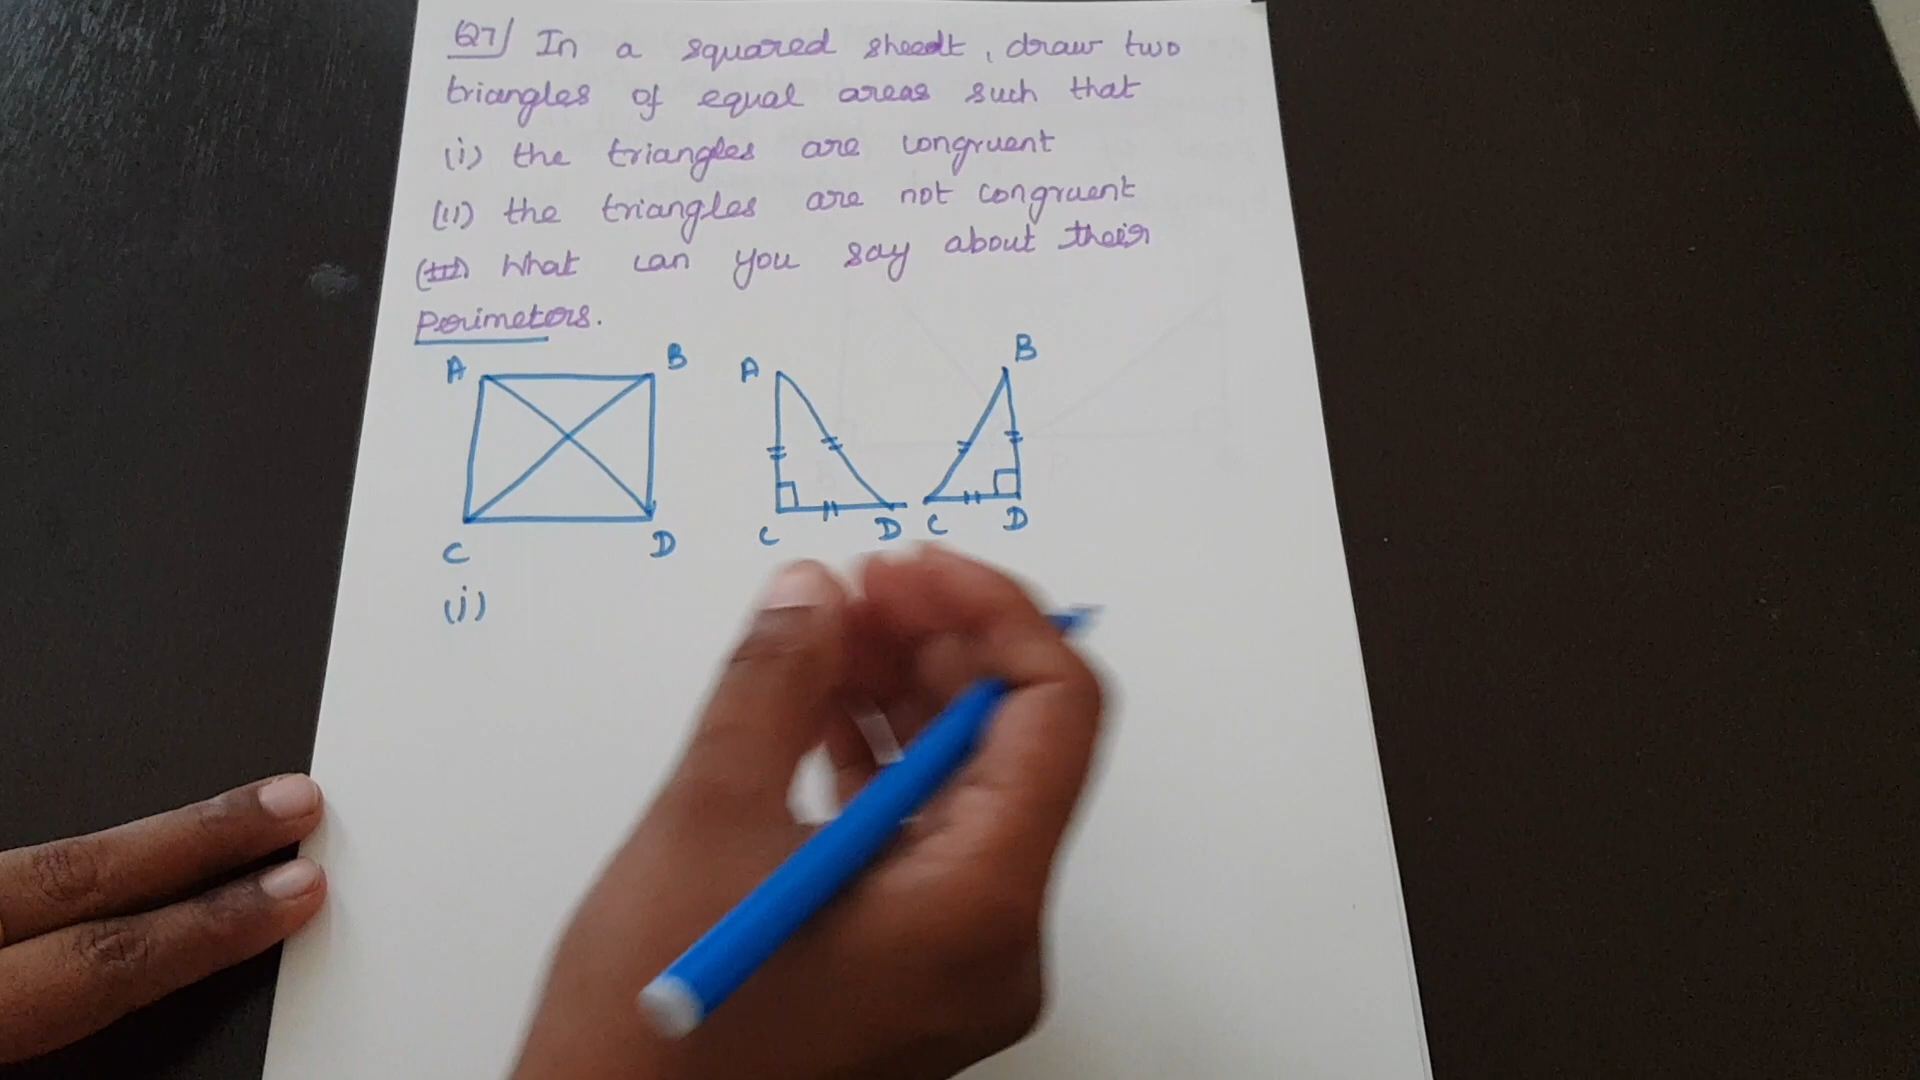 Q7/ In a squared sheet, draw two
triangles of equal areas such that
(i) the triangles are congruent
(ii) the triangles are not congruent
(iii) What can you say about their
Perimeters.
A B A B
C D C D C D
(i)